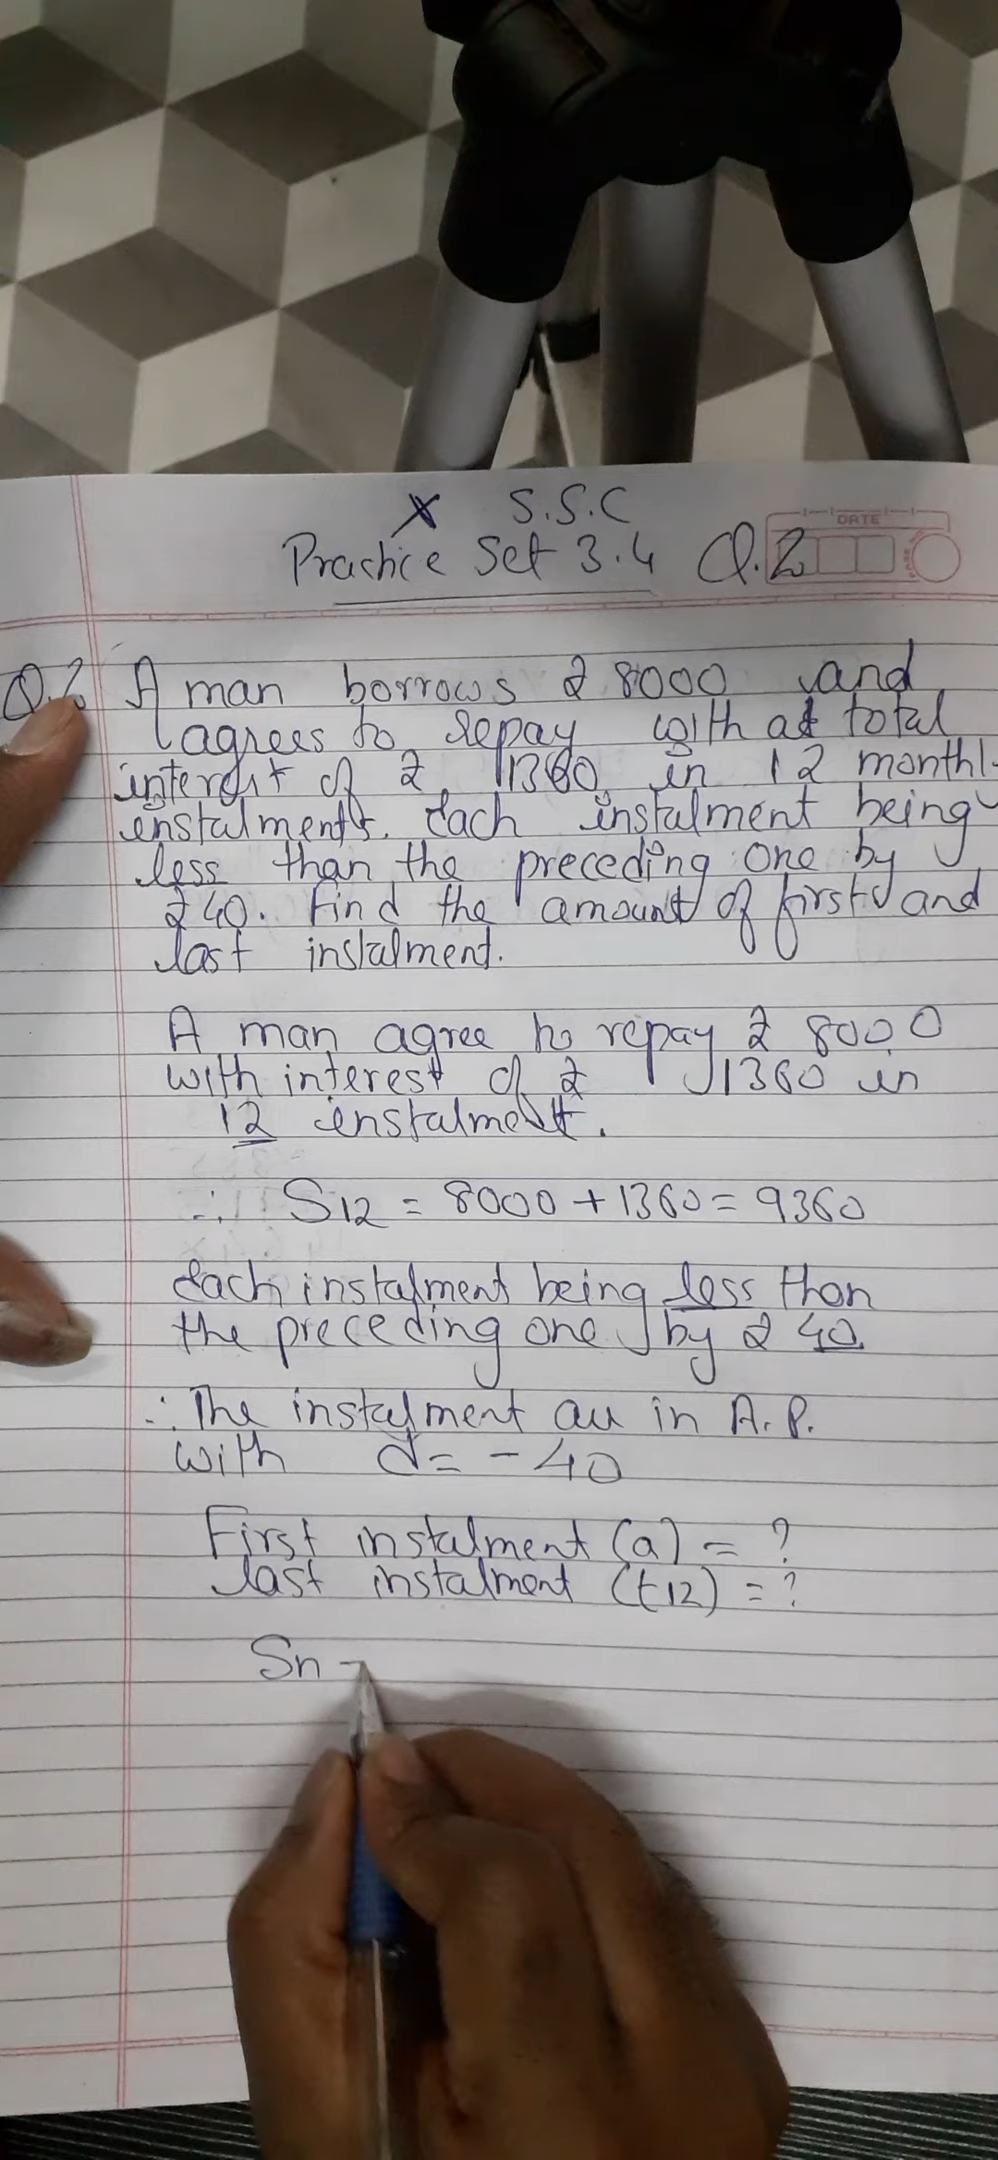 X S.S.C
Practice Set 3.4 Q.2
DATE
Q.2 A man borrows ₹ 8000 and
agrees to repay with a total
interest of ₹ 1360 in 12 monthl-
instalments. Each instalment being
less than the preceding one by
₹40. Find the amount of first and
last instalment.
A man agree to repay ₹ 8000
with interest of ₹ 1360 in
12 instalment.
∴ S12 = 8000 + 1360 = 9360
Each instalment being less than
the preceding one by ₹ 40.
∴ The instalment are in A.P.
with d = - 40
First instalment (a) = ?
last instalment (t12) = ?
Sn -